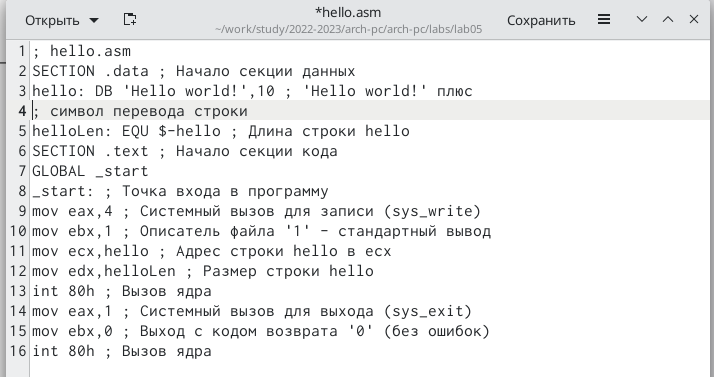 Открыть
*hello.asm
~/work/study/2022-2023/arch-pc/arch-pc/labs/lab05
Сохранить
1 ; hello.asm
2 SECTION .data ; Начало секции данных
3 hello: DB 'Hello world!',10 ; 'Hello world!' плюс
4 ; символ перевода строки
5 helloLen: EQU $-hello ; Длина строки hello
6 SECTION .text ; Начало секции кода
7 GLOBAL _start
8 _start: ; Точка входа в программу
9 mov eax,4 ; Системный вызов для записи (sys_write)
10 mov ebx,1 ; Описатель файла '1' - стандартный вывод
11 mov ecx,hello ; Адрес строки hello в ecx
12 mov edx,helloLen ; Размер строки hello
13 int 80h ; Вызов ядра
14 mov eax,1 ; Системный вызов для выхода (sys_exit)
15 mov ebx,0 ; Выход с кодом возврата '0' (без ошибок)
16 int 80h ; Вызов ядра